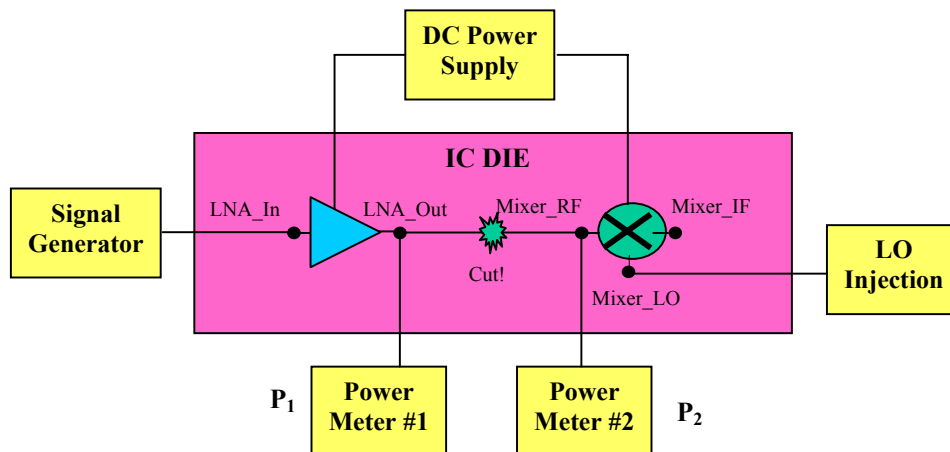 DC Power
Supply
IC DIE
Signal
Generator
LNA_In
LNA_Out
Mixer_RF
Mixer_IF
Cut!
Mixer_LO
LO
Injection
P1
Power
Meter #1
Power
Meter #2
P2